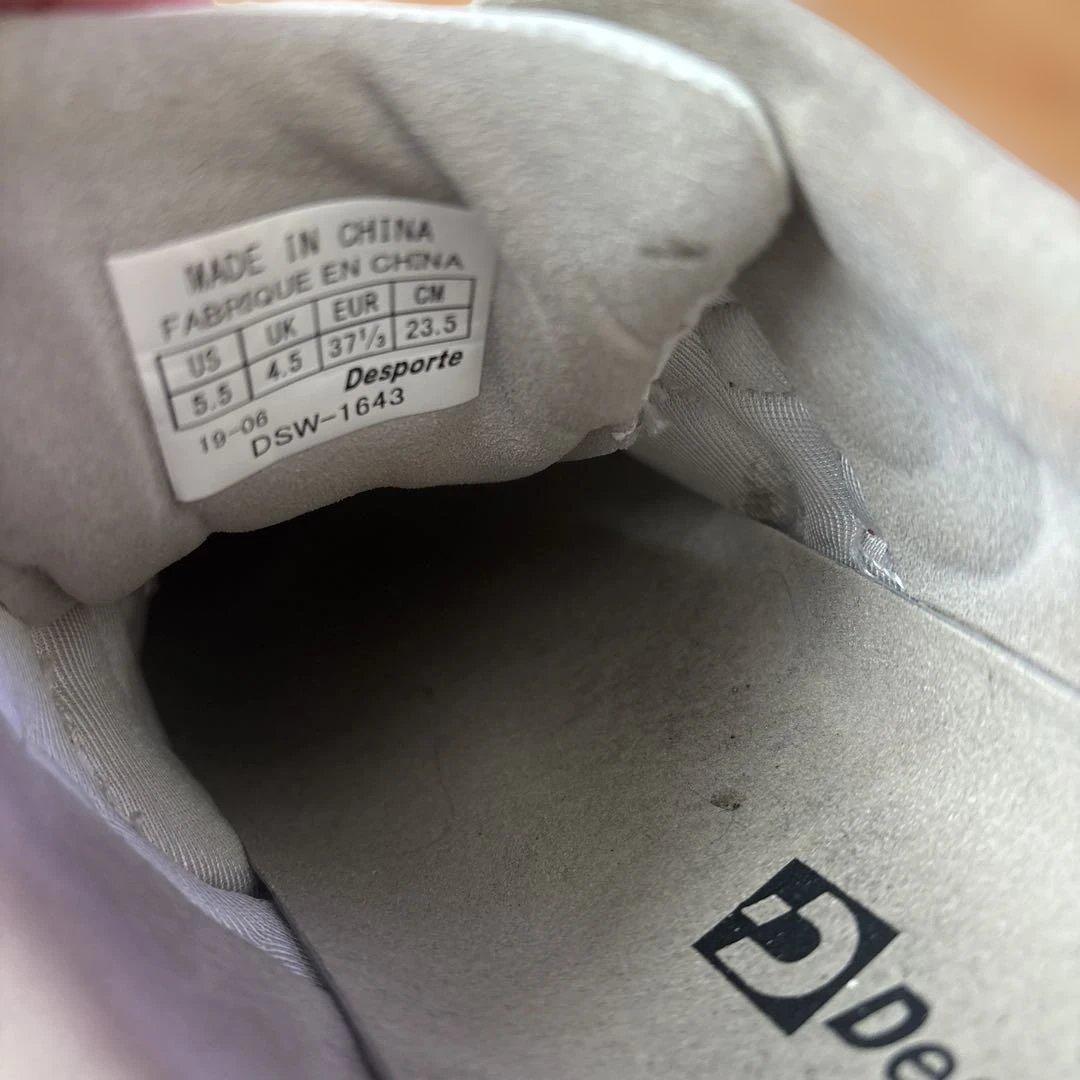 MADE IN CHINA
FABRIQUE EN CHINA
US UK EUR CM
5.5 4.5 37⅓ 23.5
Desporte
19-06
DSW-1643
De